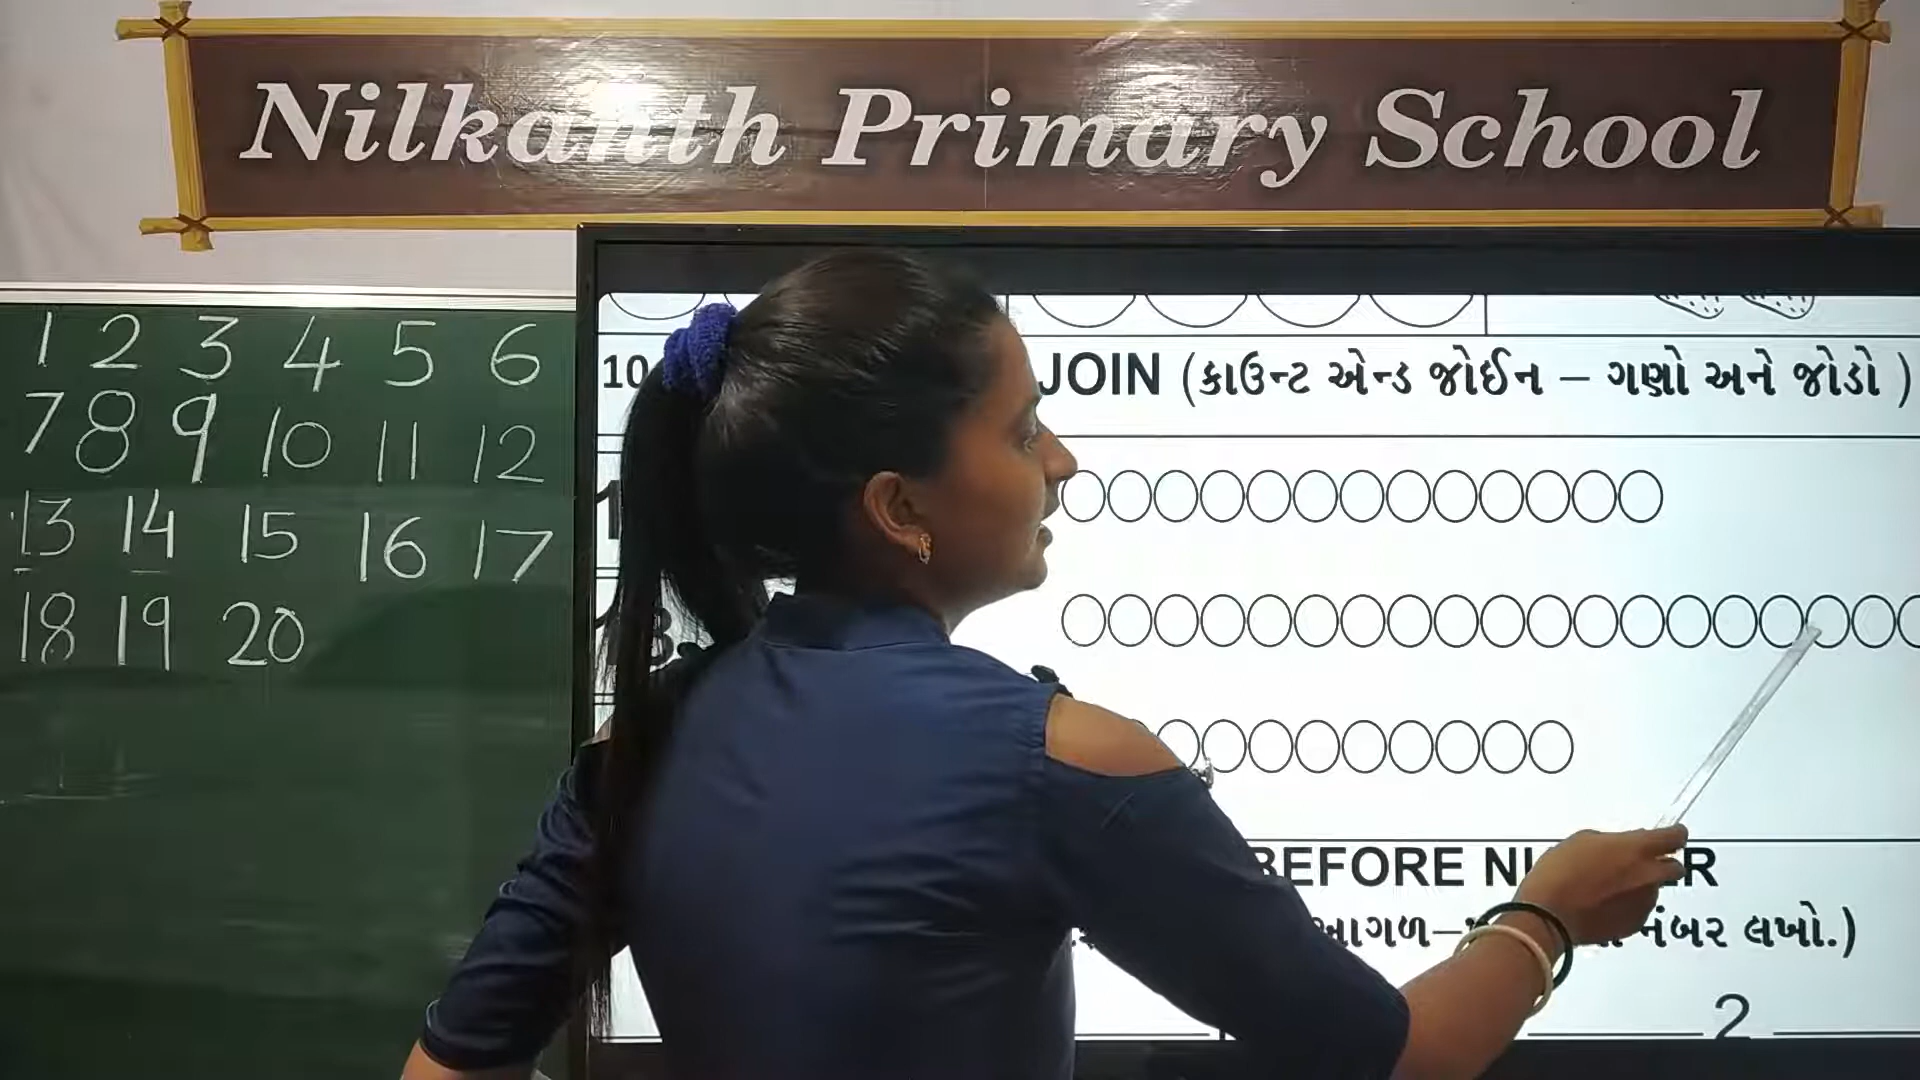 Nilkanth Primary School
1 2 3 4 5 6
7 8 9 10 11 12
13 14 15 16 17
18 19 20
10 JOIN (કાઉન્ટ એન્ડ જોઈન – ગણો અને જોડો )
BEFORE
આગળ– નંબર લખો.)
2